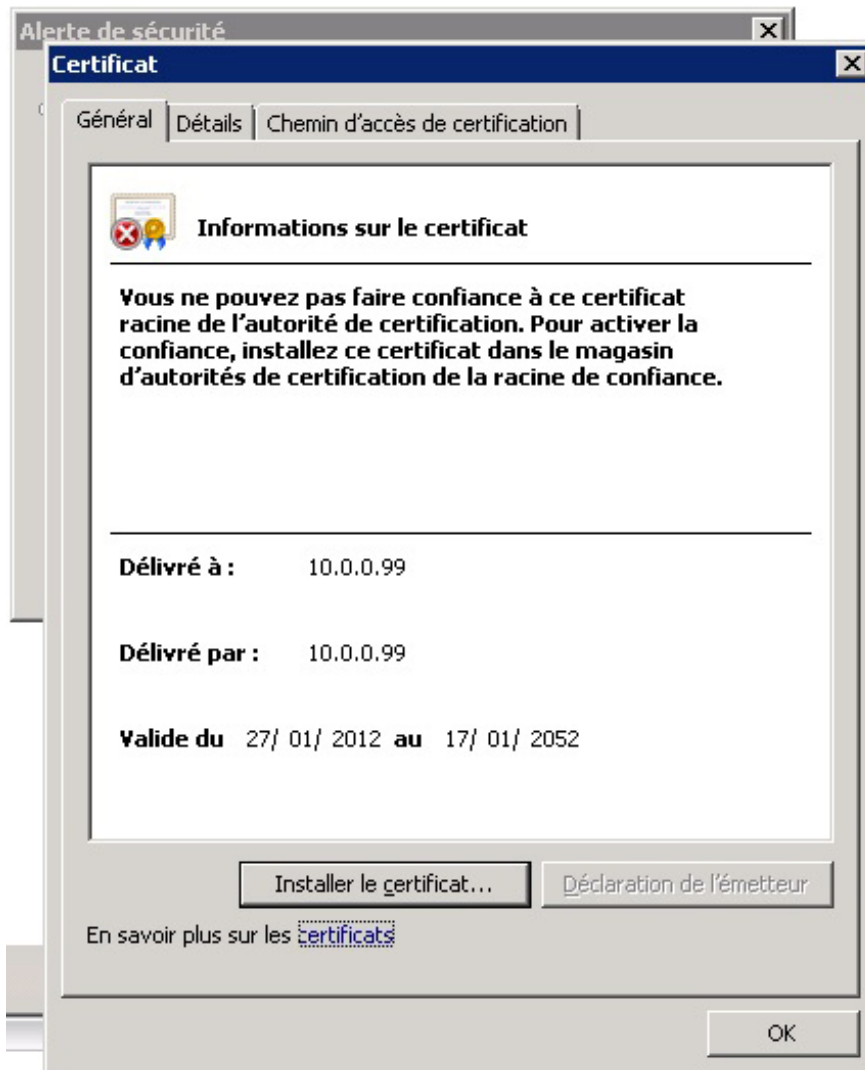 Alerte de sécurité
Certificat
Général
Détails
Chemin d'accès de certification
Informations sur le certificat
Vous ne pouvez pas faire confiance à ce certificat
racine de l'autorité de certification. Pour activer la
confiance, installez ce certificat dans le magasin
d'autorités de certification de la racine de confiance.
Délivré à : 10.0.0.99
Délivré par : 10.0.0.99
Valide du 27/ 01/ 2012 au 17/ 01/ 2052
Installer le certificat...
Déclaration de l'émetteur
En savoir plus sur les certificats
OK